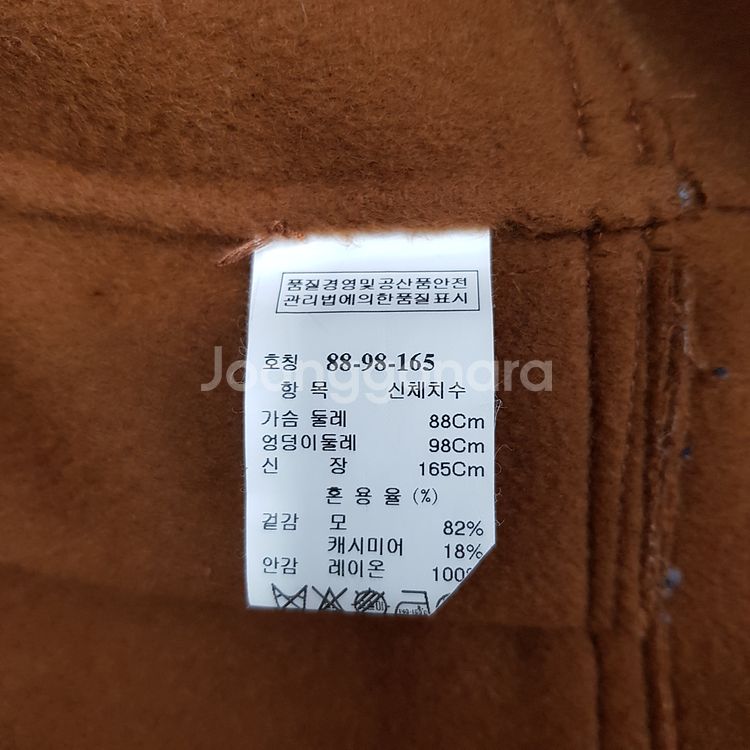 품질경영및공산품안전
관리법에의한품질표시
호칭 88-98-165
Joonggonara
항 목 신체치수
가슴 둘레 88Cm
엉덩이둘레 98Cm
신 장 165Cm
혼 용 율 (%)
겉감 모 82%
캐시미어 18%
안감 레이온 100%